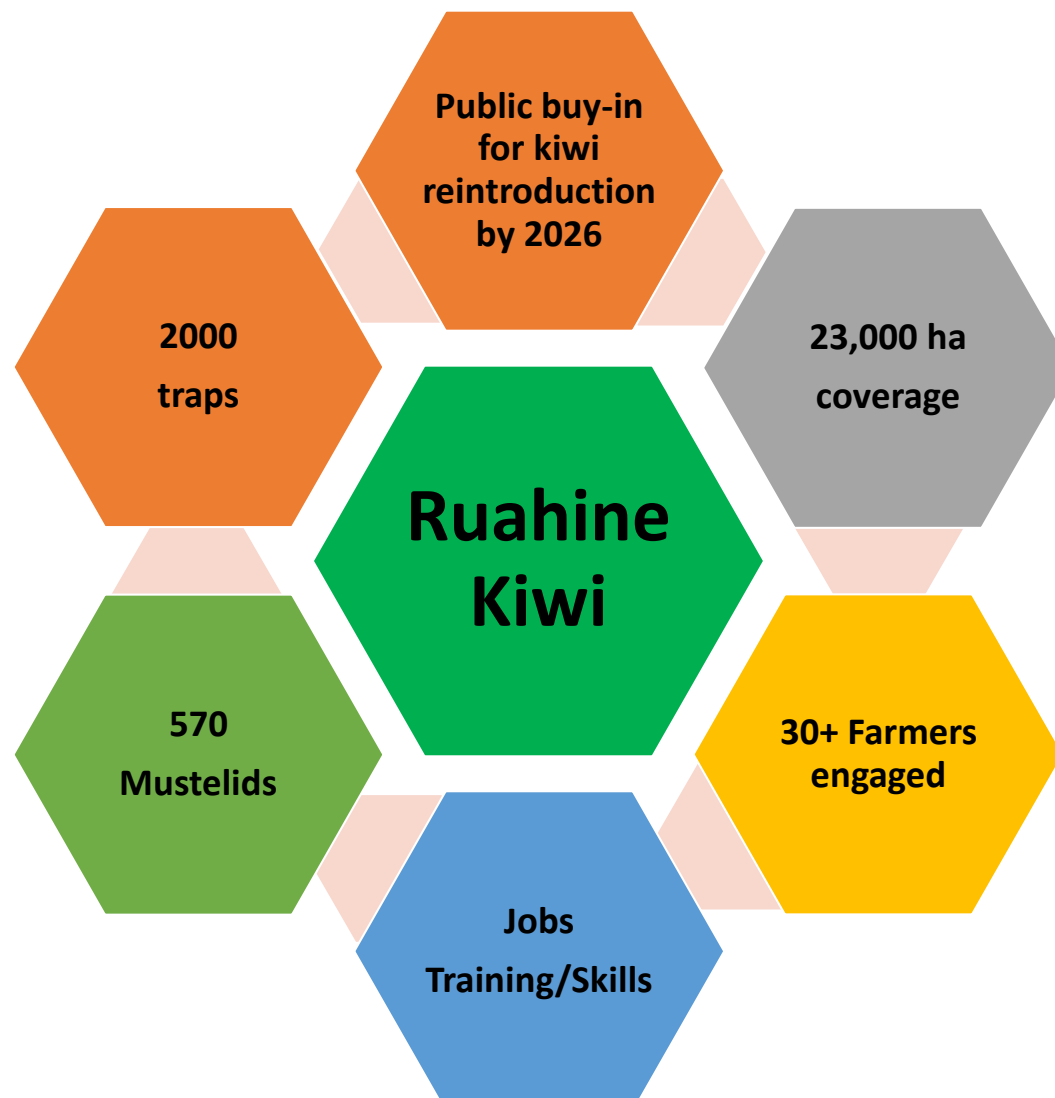 Public buy-in
for kiwi
reintroduction
by 2026
2000
traps
23,000 ha
coverage
Ruahine
Kiwi
570
Mustelids
30+ Farmers
engaged
Jobs
Training/Skills